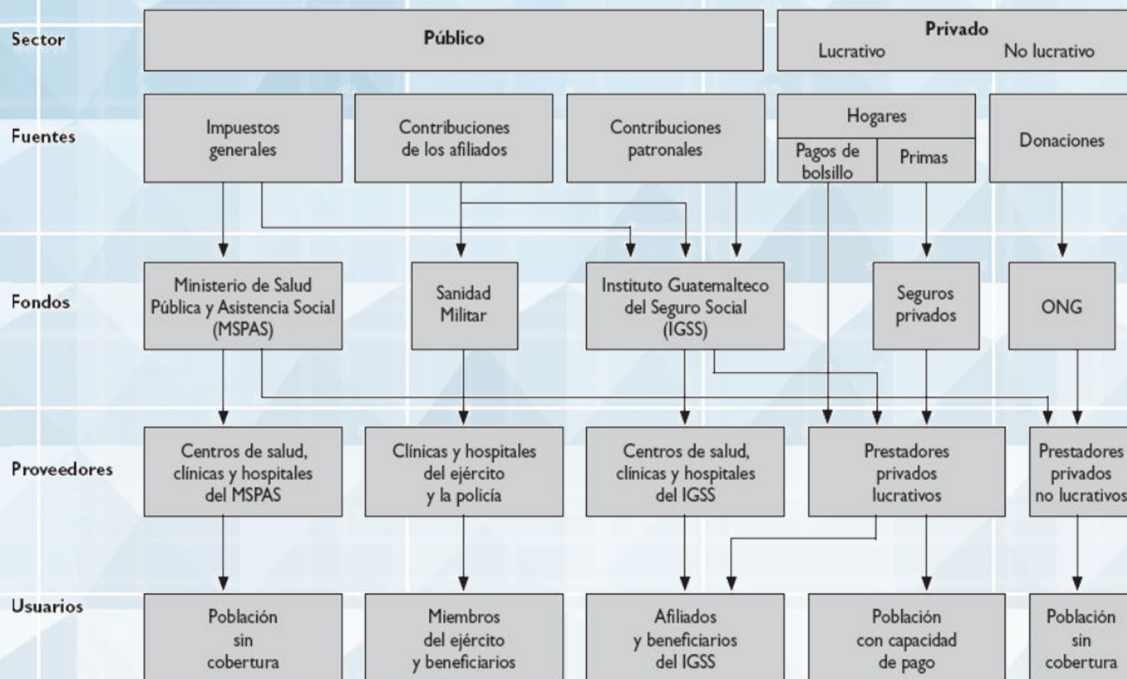 Sector
Público
Privado
Lucrativo
No lucrativo
Fuentes
Impuestos
generales
Contribuciones
de los afiliados
Contribuciones
patronales
Hogares
Pagos de
bolsillo
Primas
Donaciones
Fondos
Ministerio de Salud
Pública y Asistencia Social
(MSPAS)
Sanidad
Militar
Instituto Guatemalteco
del Seguro Social
(IGSS)
Seguros
privados
ONG
Proveedores
Centros de salud,
clínicas y hospitales
del MSPAS
Clínicas y hospitales
del ejército
y la policía
Centros de salud,
clínicas y hospitales
del IGSS
Prestadores
privados
lucrativos
Prestadores
privados
no lucrativos
Usuarios
Población
sin
cobertura
Miembros
del ejército
y beneficiarios
Afiliados
y beneficiarios
del IGSS
Población
con capacidad
de pago
Población
sin
cobertura